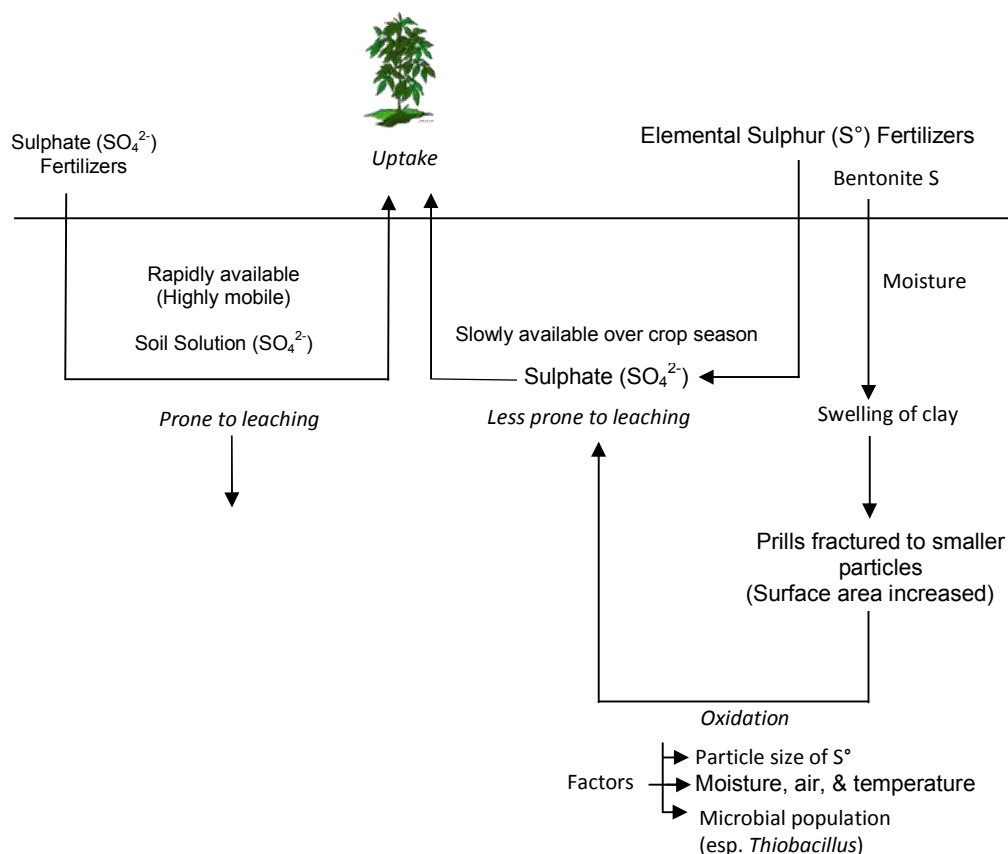 Sulphate (SO₄²⁻)
Fertilizers
Uptake
Elemental Sulphur (S°) Fertilizers
Bentonite S
Rapidly available
(Highly mobile)
Soil Solution (SO₄²⁻)
Prone to leaching
Slowly available over crop season
Sulphate (SO₄²⁻)
Less prone to leaching
Moisture
Swelling of clay
Prills fractured to smaller
particles
(Surface area increased)
Oxidation
Factors
Particle size of S°
Moisture, air, & temperature
Microbial population
(esp. Thiobacillus)